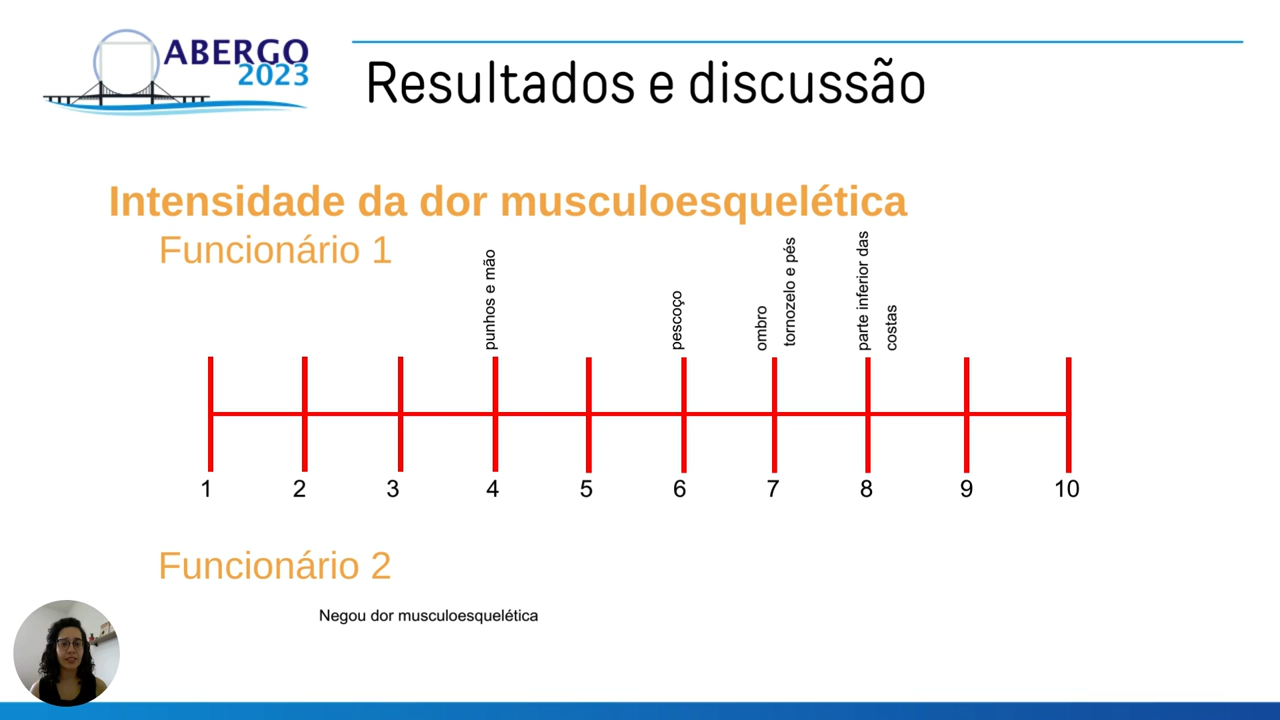 ABERGO
2023
Resultados e discussão
Intensidade da dor musculoesquelética
Funcionário 1
punhos e mão
pescoço
ombro
tornozelo e pés
parte inferior das
costas
1 2 3 4 5 6 7 8 9 10
Funcionário 2
Negou dor musculoesquelética